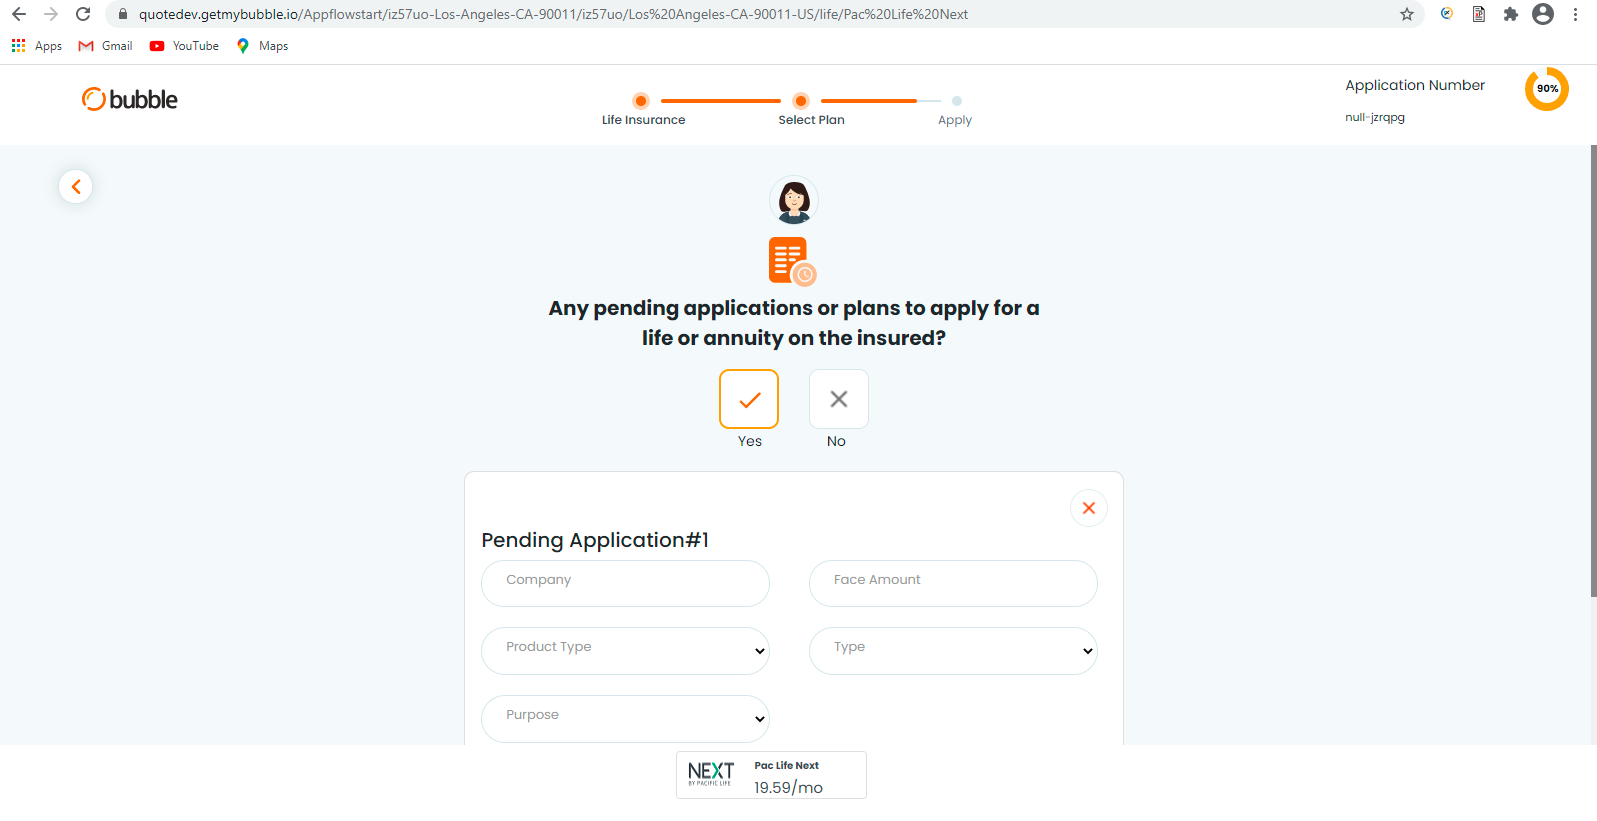 quotedev.getmybubble.io/Appflowstart/iz57uo-Los-Angeles-CA-90011/iz57uo/Los%20Angeles-CA-90011-US/life/Pac%20Life%20Next
Apps Gmail YouTube Maps
bubble
Life Insurance
Select Plan
Apply
Application Number
null-jzrqpg
90%
Any pending applications or plans to apply for a
life or annuity on the insured?
Yes
No
Pending Application#1
Company
Face Amount
Product Type
Type
Purpose
NEXT
BY PACIFIC LIFE
Pac Life Next
19.59/mo